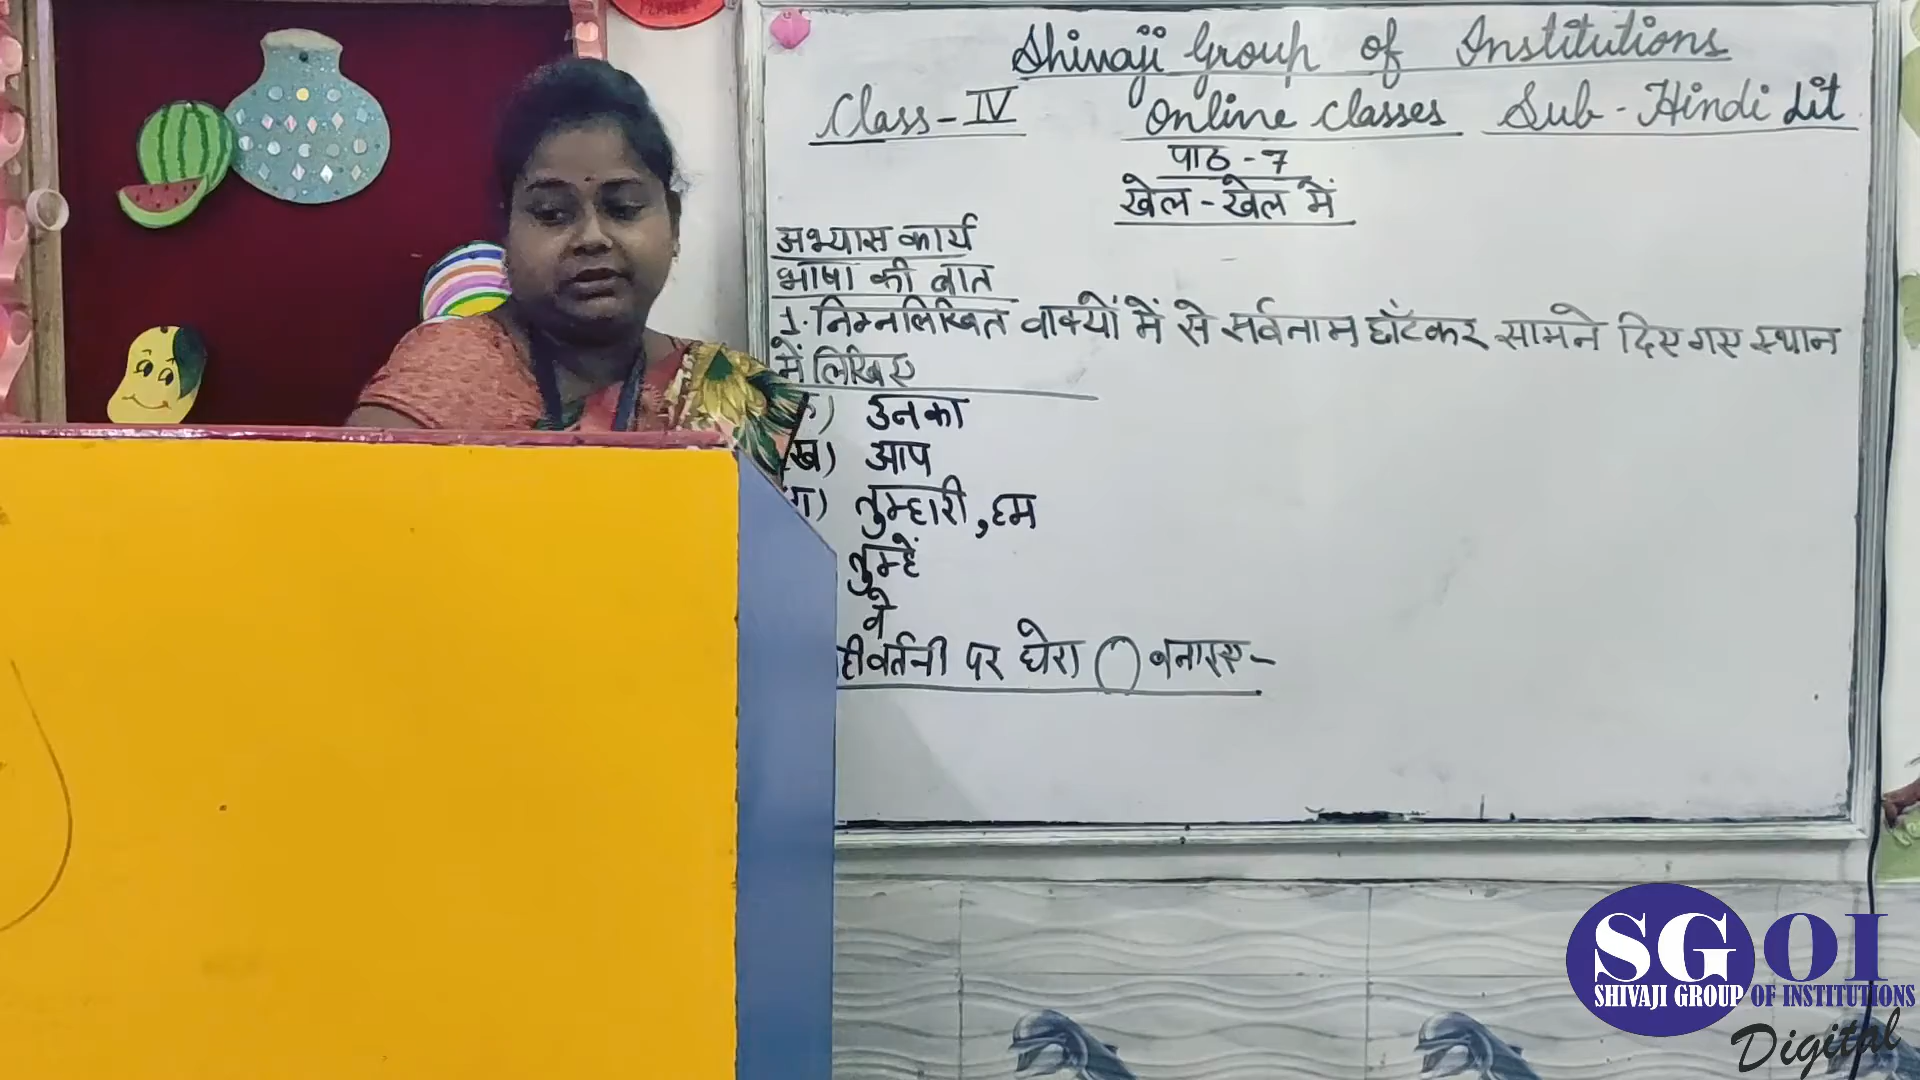 PLANET
Shivaji Group of Institutions
Class-IV Online Classes Sub-Hindi Lit
पाठ-7
खेल-खेल में
अभ्यास कार्य
भाषा की बात
1. निम्नलिखित वाक्यों में से सर्वनाम छाँटकर सामने दिए गए स्थान
में लिखिए
उनका
ख) आप
ग) तुम्हारी, हम
तुम्हें
वे
वर्तनी पर घेरा बनाइए-
SGOI
SHIVAJI GROUP OF INSTITUTIONS
Digital